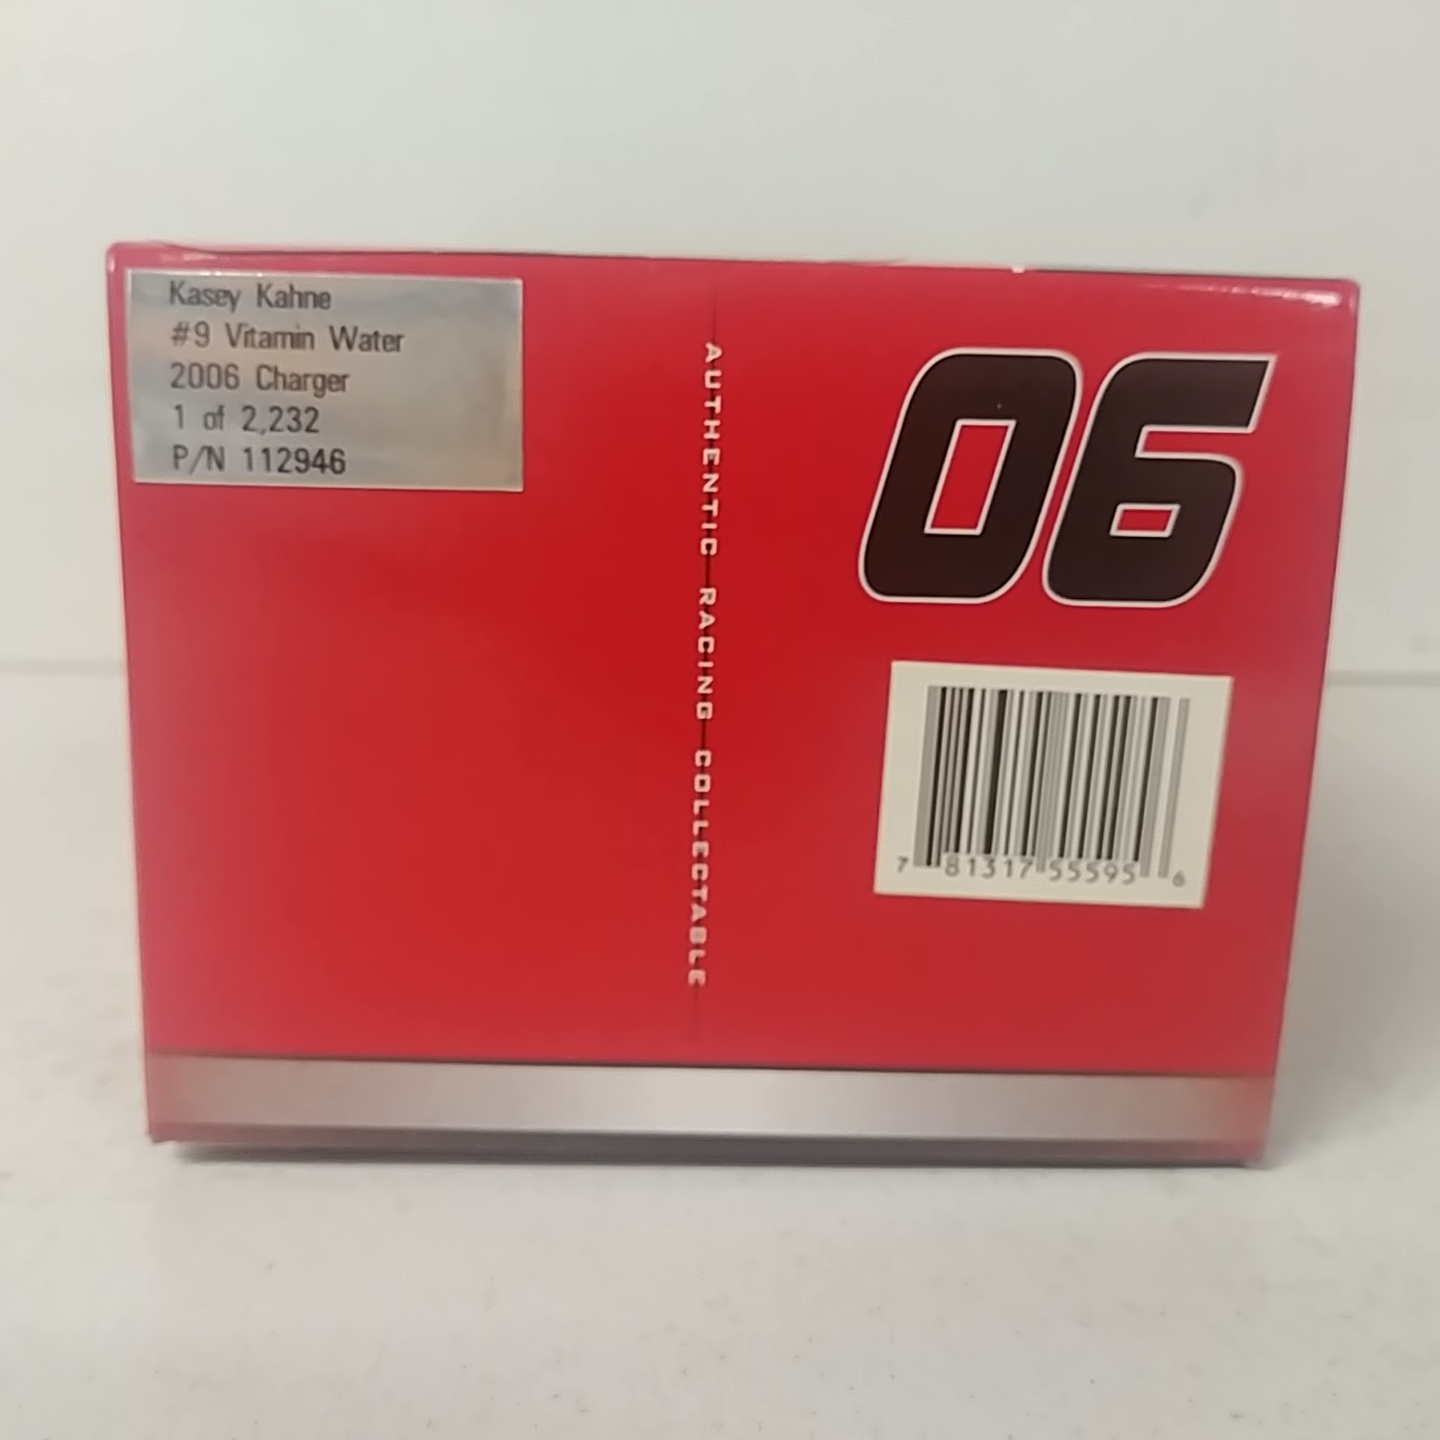 Kasey Kahne
#9 Vitamin Water
2006 Charger
1 of 2,232
P/N 112946
AUTHENTIC RACING COLLECTABLE
06
7 81317 55595 6